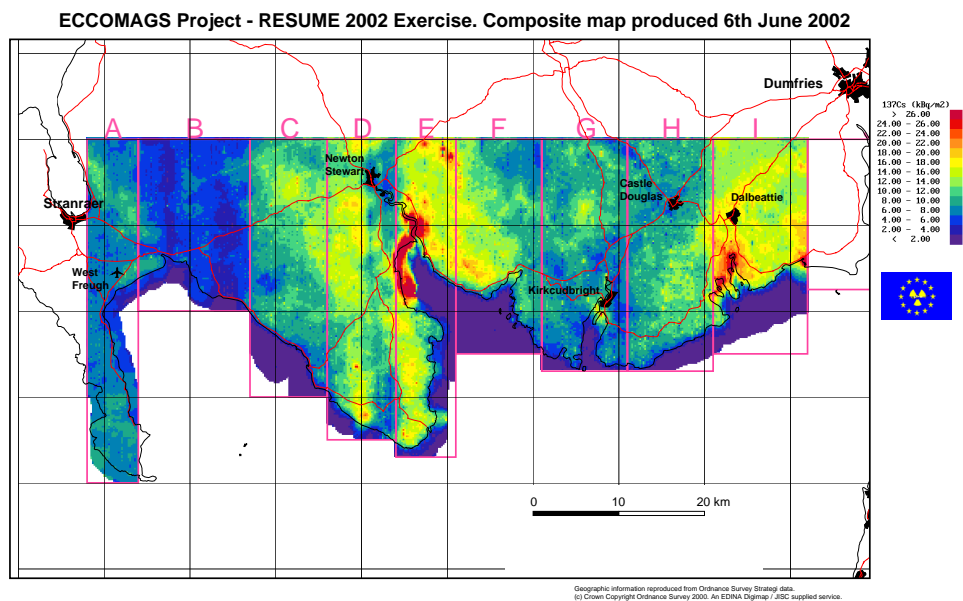 ECCOMAGS Project - RESUME 2002 Exercise. Composite map produced 6th June 2002
Dumfries
137Cs (kBq/m2)
> 26.00
24.00 - 26.00
22.00 - 24.00
20.00 - 22.00
18.00 - 20.00
16.00 - 18.00
14.00 - 16.00
12.00 - 14.00
10.00 - 12.00
8.00 - 10.00
6.00 - 8.00
4.00 - 6.00
2.00 - 4.00
< 2.00
A B C D E F G H I
Newton
Stewart
Castle
Douglas
Dalbeattie
Stranraer
West
Freugh
Kirkcudbright
0 10 20 km
Geographic information reproduced from Ordnance Survey Strategi data.
(c) Crown Copyright Ordnance Survey 2000. An EDINA Digimap / JISC supplied service.